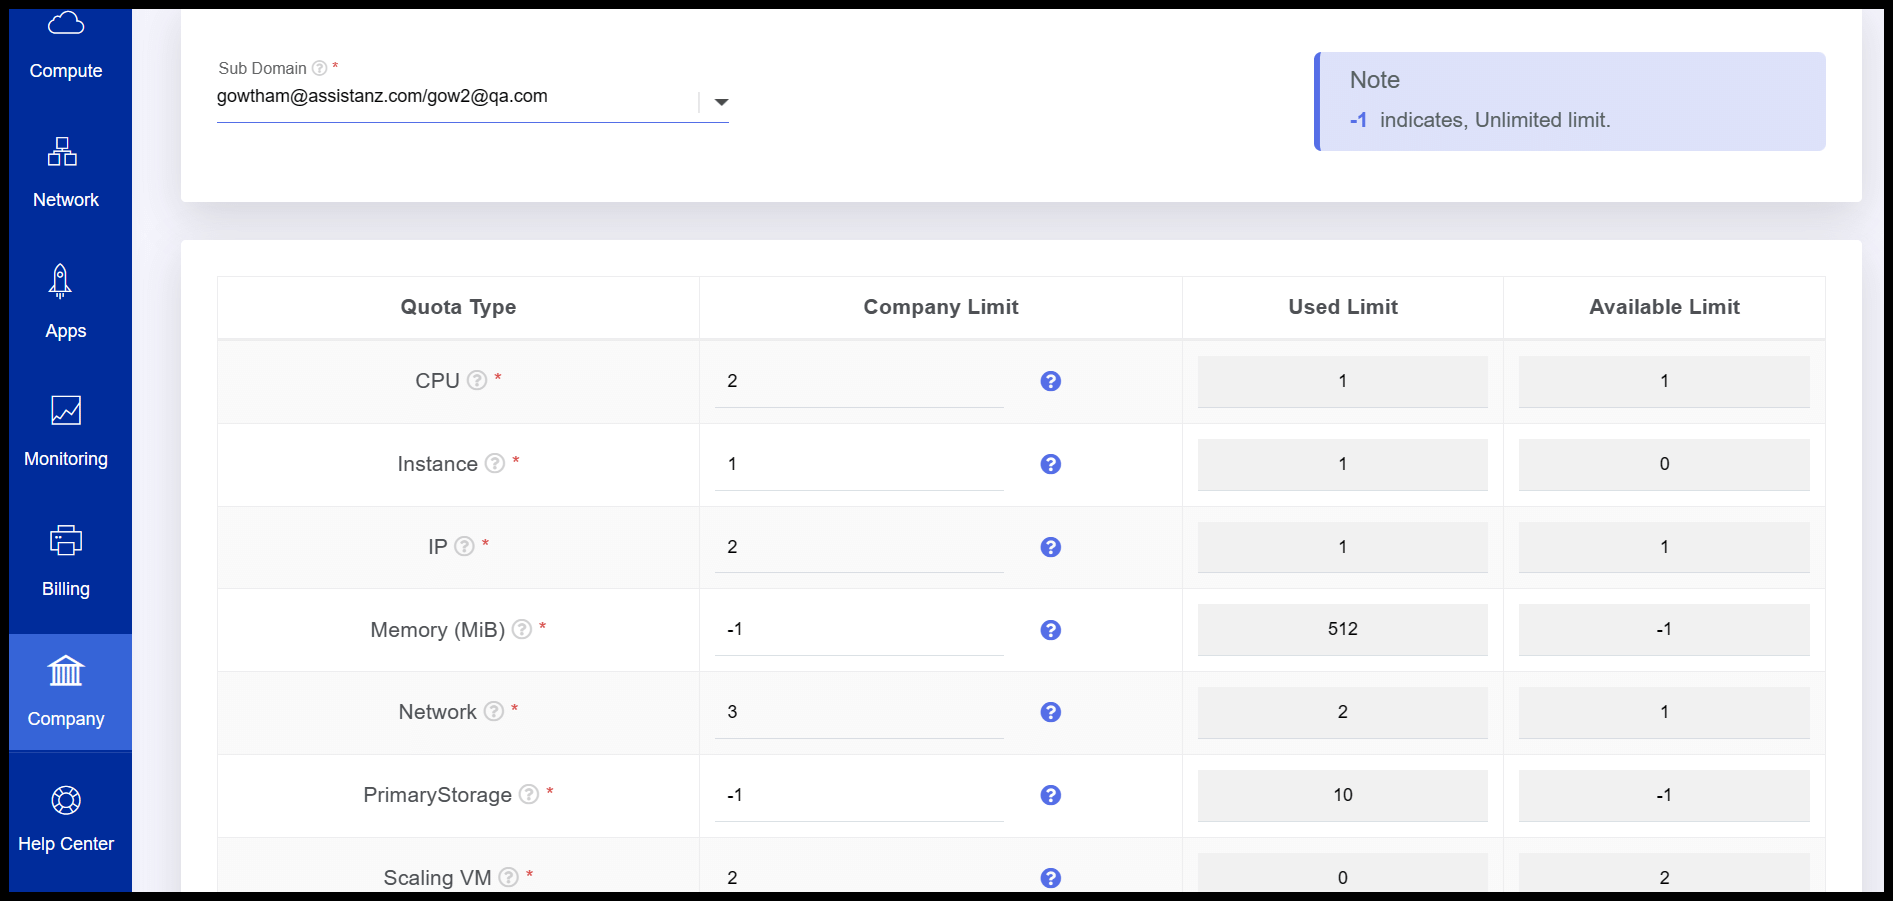 Compute
Network
Apps
Monitoring
Billing
Company
Help Center
Sub Domain ? *
gowtham@assistanz.com/gow2@qa.com
Note
-1 indicates, Unlimited limit.
Quota Type Company Limit Used Limit Available Limit
CPU ? * 2 ? 1 1
Instance ? * 1 ? 1 0
IP ? * 2 ? 1 1
Memory (MiB) ? * -1 ? 512 -1
Network ? * 3 ? 2 1
PrimaryStorage ? * -1 ? 10 -1
Scaling VM ? * 2 ? 0 2